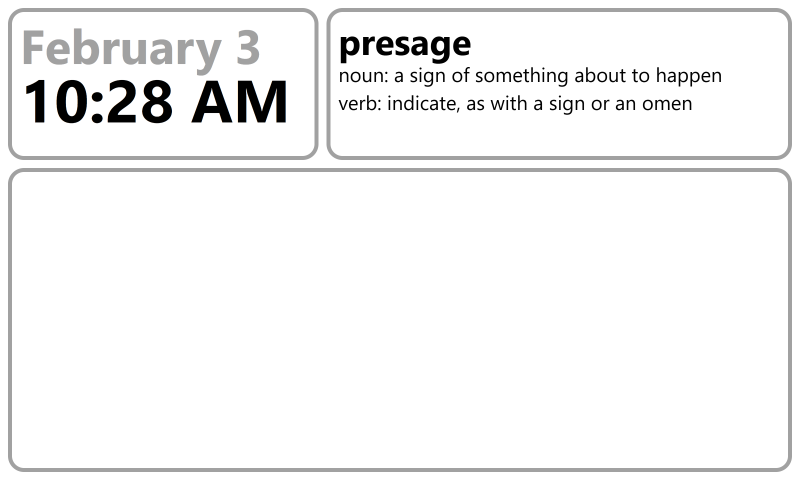 February 3
10:28 AM
presage
noun: a sign of something about to happen
verb: indicate, as with a sign or an omen